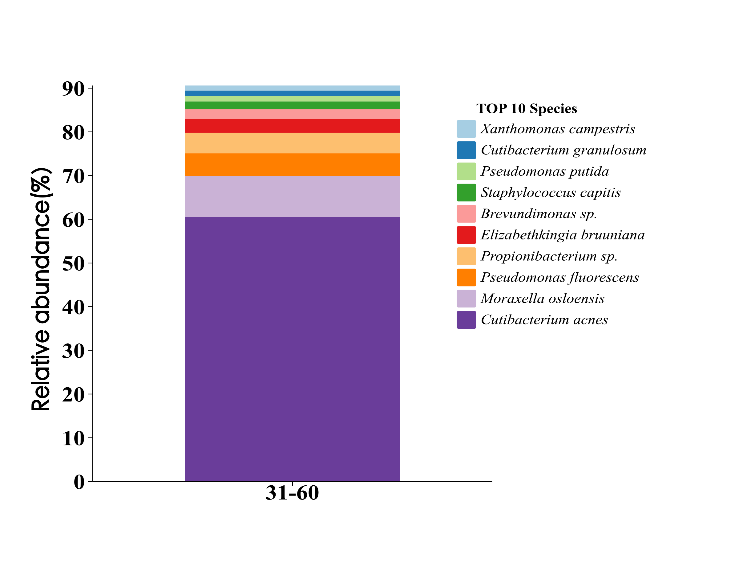 Relative abundance(%)
90
80
70
60
50
40
30
20
10
0
31-60
TOP 10 Species
Xanthomonas campestris
Cutibacterium granulosum
Pseudomonas putida
Staphylococcus capitis
Brevundimonas sp.
Elizabethkingia bruuniana
Propionibacterium sp.
Pseudomonas fluorescens
Moraxella osloensis
Cutibacterium acnes